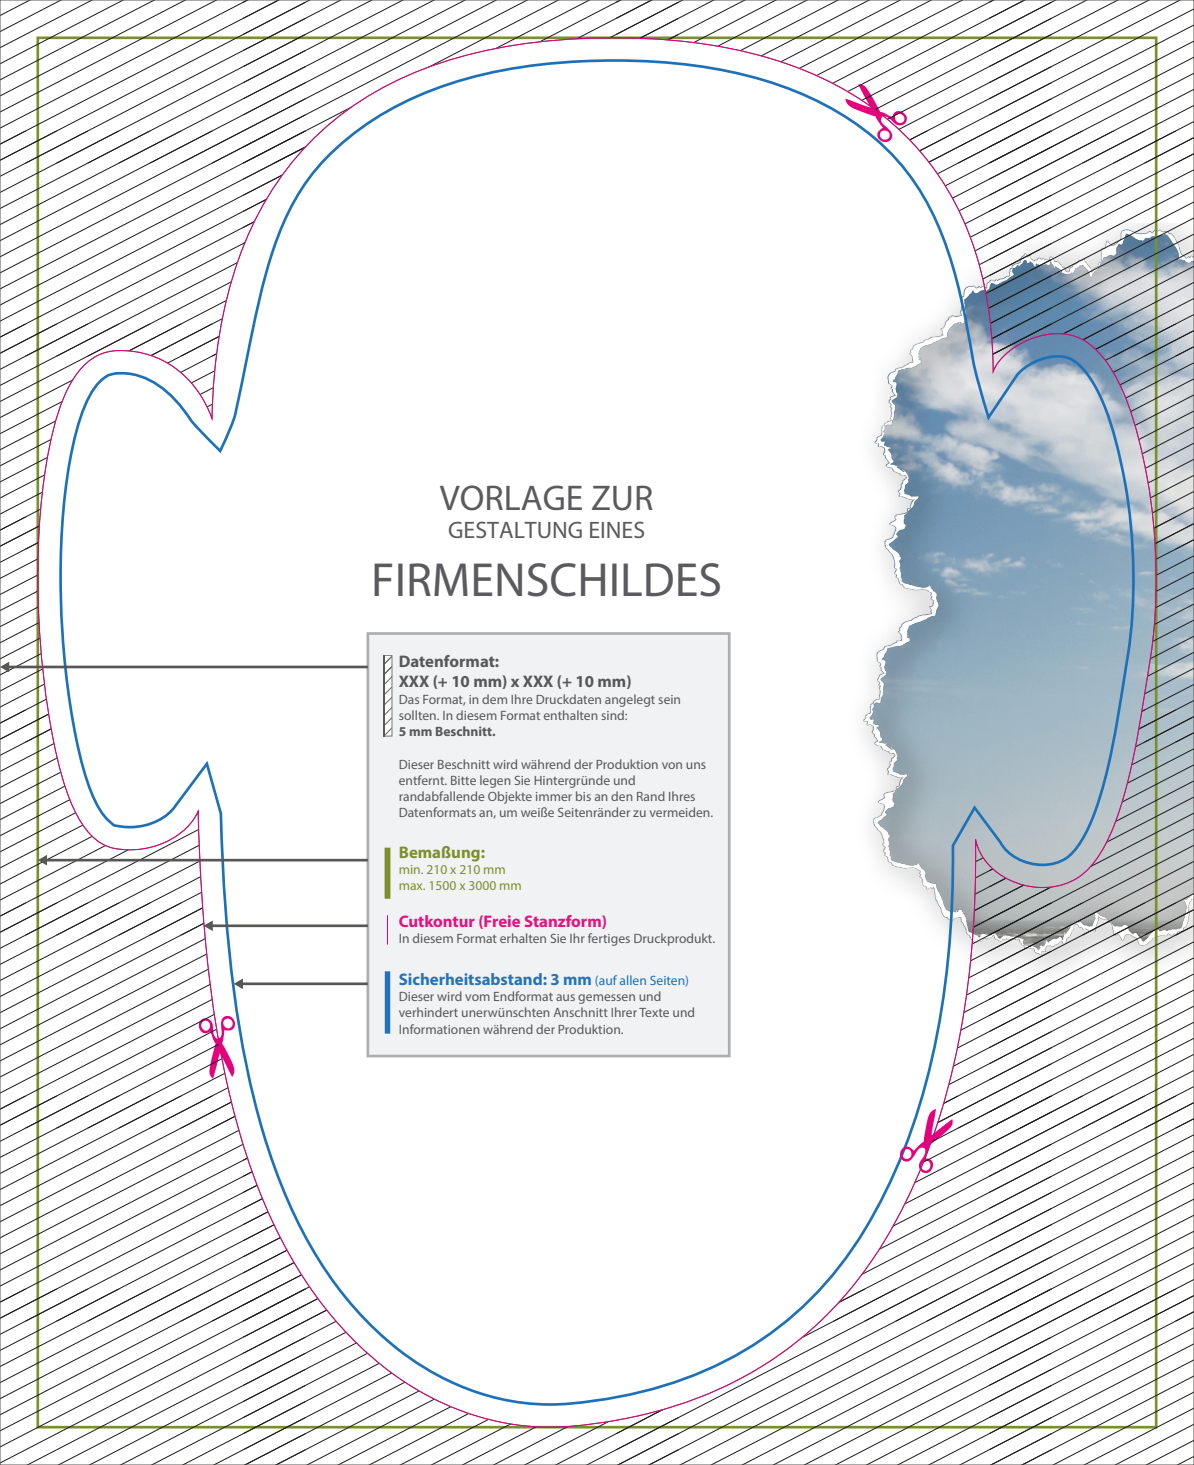 VORLAGE ZUR
GESTALTUNG EINES
FIRMENSCHILDES
Datenformat:
XXX (+ 10 mm) x XXX (+ 10 mm)
Das Format, in dem Ihre Druckdaten angelegt sein
sollten. In diesem Format enthalten sind:
5 mm Beschnitt.
Dieser Beschnitt wird während der Produktion von uns
entfernt. Bitte legen Sie Hintergründe und
randabfallende Objekte immer bis an den Rand Ihres
Datenformats an, um weiße Seitenränder zu vermeiden.
Bemaßung:
min. 210 x 210 mm
max. 1500 x 3000 mm
Cutkontur (Freie Stanzform)
In diesem Format erhalten Sie Ihr fertiges Druckprodukt.
Sicherheitsabstand: 3 mm (auf allen Seiten)
Dieser wird vom Endformat aus gemessen und
verhindert unerwünschten Anschnitt Ihrer Texte und
Informationen während der Produktion.